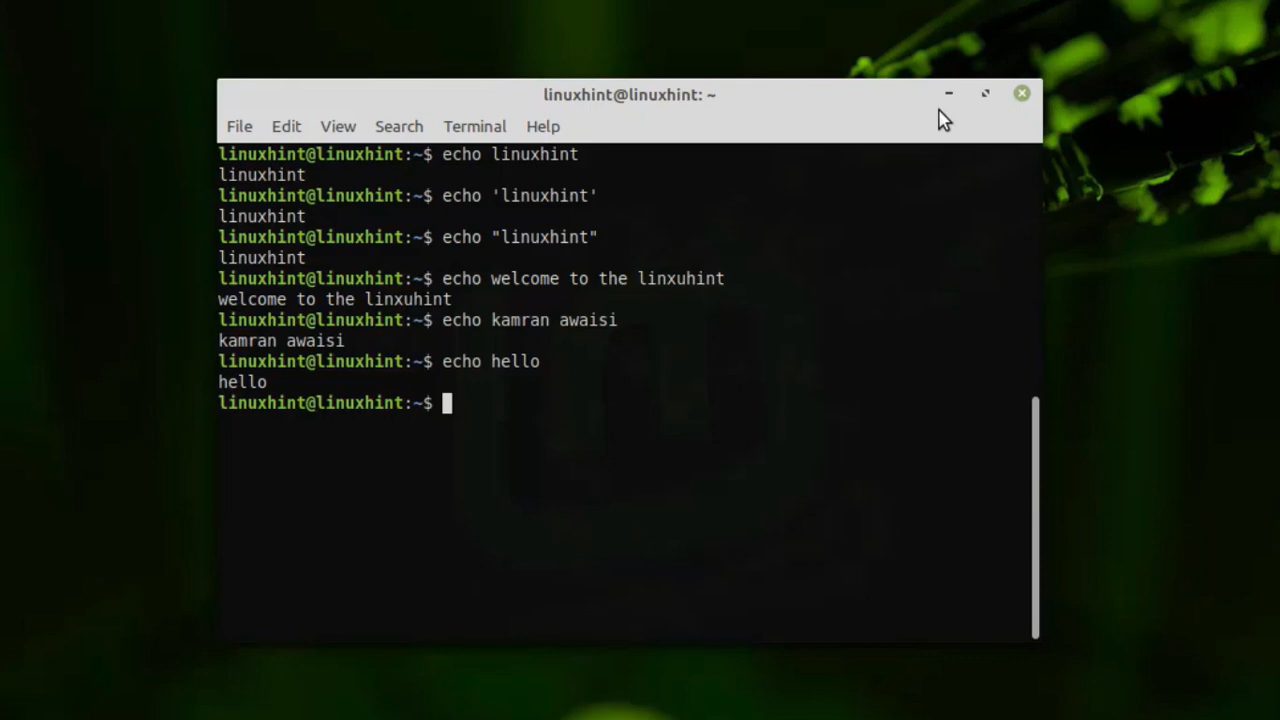 linuxhint@linuxhint: ~
File Edit View Search Terminal Help
linuxhint@linuxhint:~$ echo linuxhint
linuxhint
linuxhint@linuxhint:~$ echo 'linuxhint'
linuxhint
linuxhint@linuxhint:~$ echo "linuxhint"
linuxhint
linuxhint@linuxhint:~$ echo welcome to the linxuhint
welcome to the linxuhint
linuxhint@linuxhint:~$ echo kamran awaisi
kamran awaisi
linuxhint@linuxhint:~$ echo hello
hello
linuxhint@linuxhint:~$